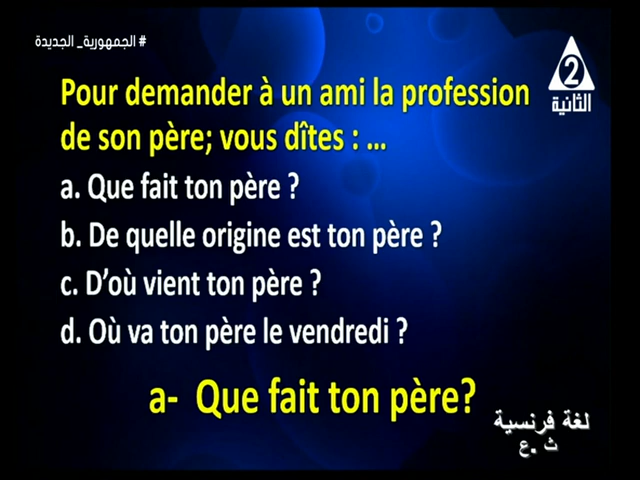 # الجمهورية_ الجديدة
2
الثانية
Pour demander à un ami la profession
de son père; vous dîtes : ...
a. Que fait ton père ?
b. De quelle origine est ton père ?
c. D’où vient ton père ?
d. Où va ton père le vendredi ?
a- Que fait ton père?
لغة فرنسية
ث .ع